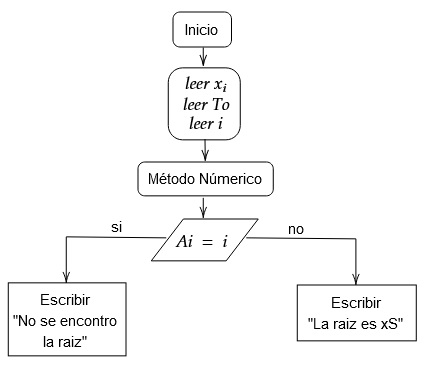 Inicio
leer xᵢ
leer To
leer i
Método Númerico
si
Ai = i
no
Escribir
"No se encontro
la raiz"
Escribir
"La raiz es xS"